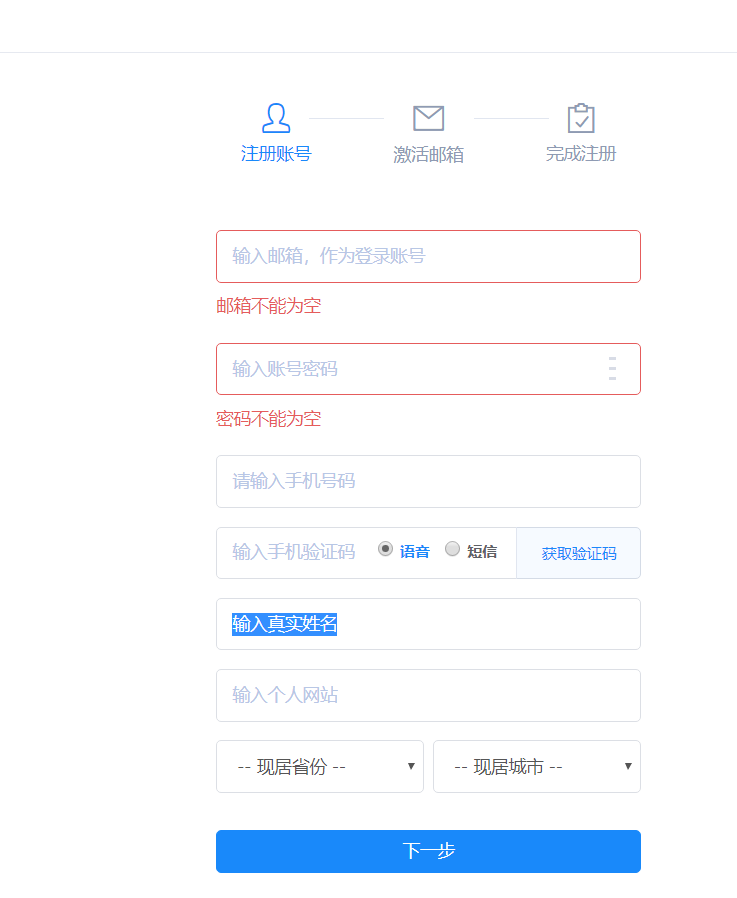 注册账号 激活邮箱 完成注册
输入邮箱，作为登录账号
邮箱不能为空
输入账号密码
密码不能为空
请输入手机号码
输入手机验证码 语音 短信 获取验证码
输入真实姓名
输入个人网站
-- 现居省份 -- -- 现居城市 --
下一步